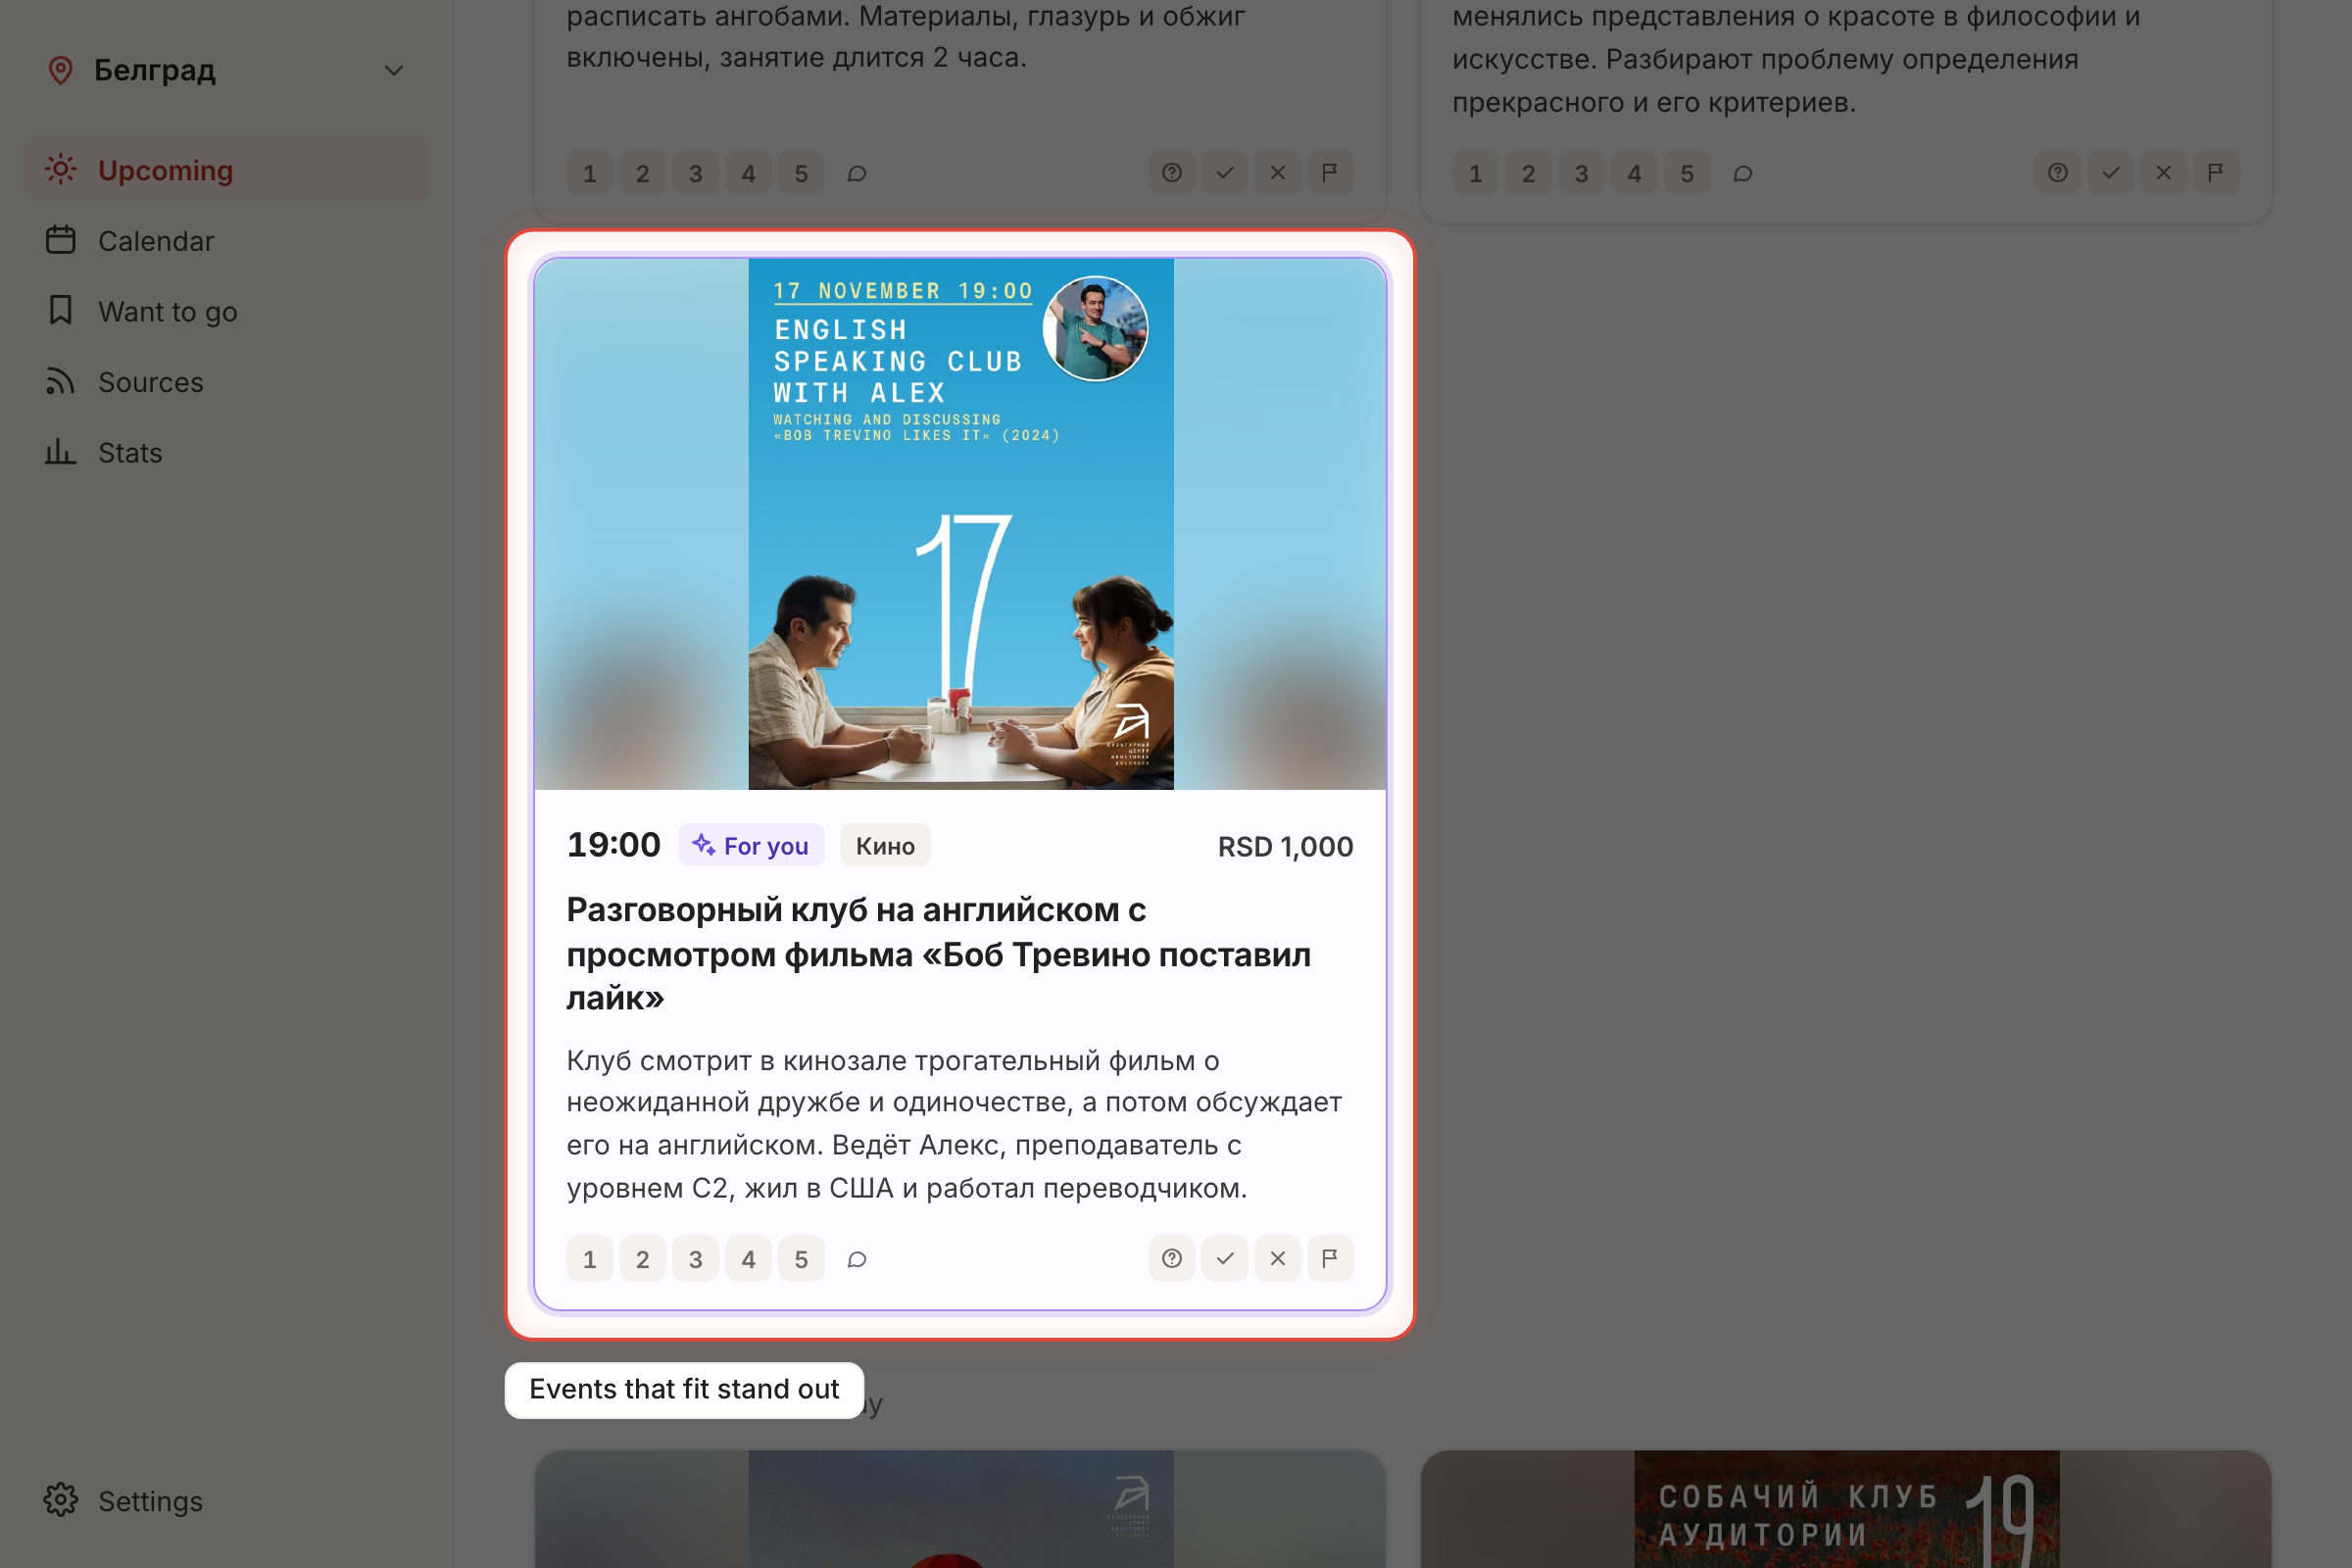 Белград
Upcoming
Calendar
Want to go
Sources
Stats
Settings
расписать ангобами. Материалы, глазурь и обжиг
включены, занятие длится 2 часа.
1 2 3 4 5
менялись представления о красоте в философии и
искусстве. Разбирают проблему определения
прекрасного и его критериев.
1 2 3 4 5
17 NOVEMBER 19:00
ENGLISH
SPEAKING CLUB
WITH ALEX
WATCHING AND DISCUSSING
«BOB TREVINO LIKES IT» (2024)
17
19:00 For you Кино RSD 1,000
Разговорный клуб на английском с
просмотром фильма «Боб Тревино поставил
лайк»
Клуб смотрит в кинозале трогательный фильм о
неожиданной дружбе и одиночестве, а потом обсуждает
его на английском. Ведёт Алекс, преподаватель с
уровнем C2, жил в США и работал переводчиком.
1 2 3 4 5
Events that fit stand out
СОБАЧИЙ КЛУБ 19
АУДИТОРИИ